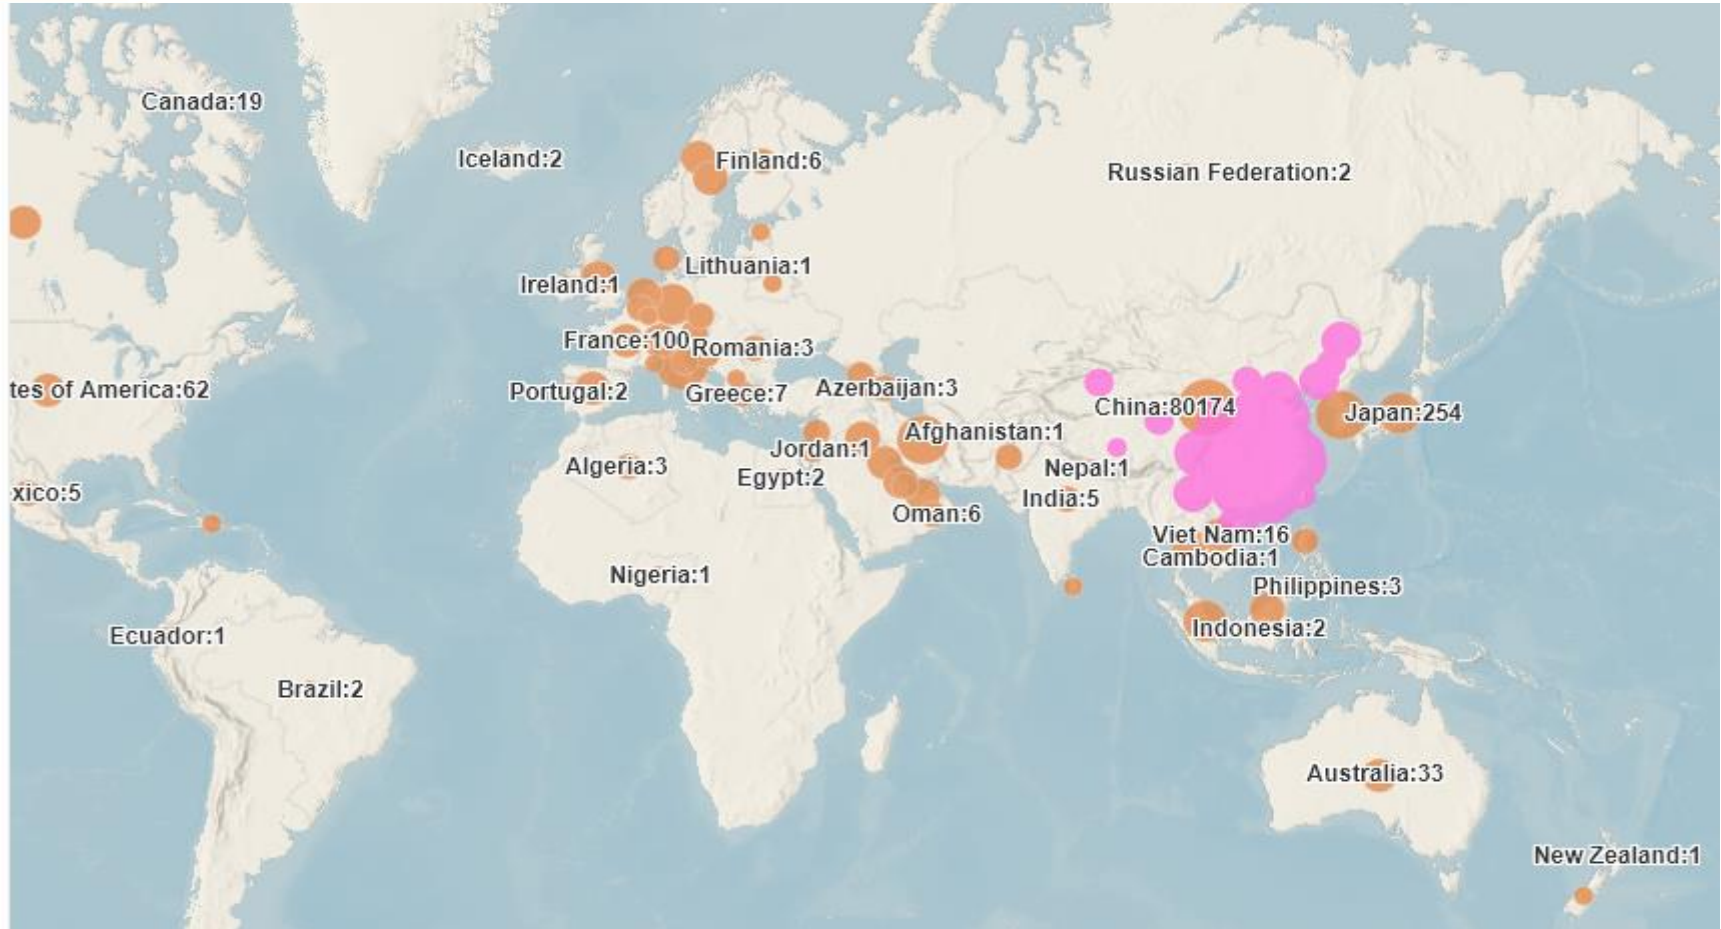 Canada:19
Iceland:2
Finland:6
Russian Federation:2
Lithuania:1
Ireland:1
France:100
Romania:3
tes of America:62
Portugal:2
Greece:7
Azerbaijan:3
China:80174
Japan:254
Afghanistan:1
Jordan:1
Algeria:3
Egypt:2
Nepal:1
xico:5
India:5
Oman:6
Viet Nam:16
Cambodia:1
Nigeria:1
Philippines:3
Ecuador:1
Indonesia:2
Brazil:2
Australia:33
New Zealand:1